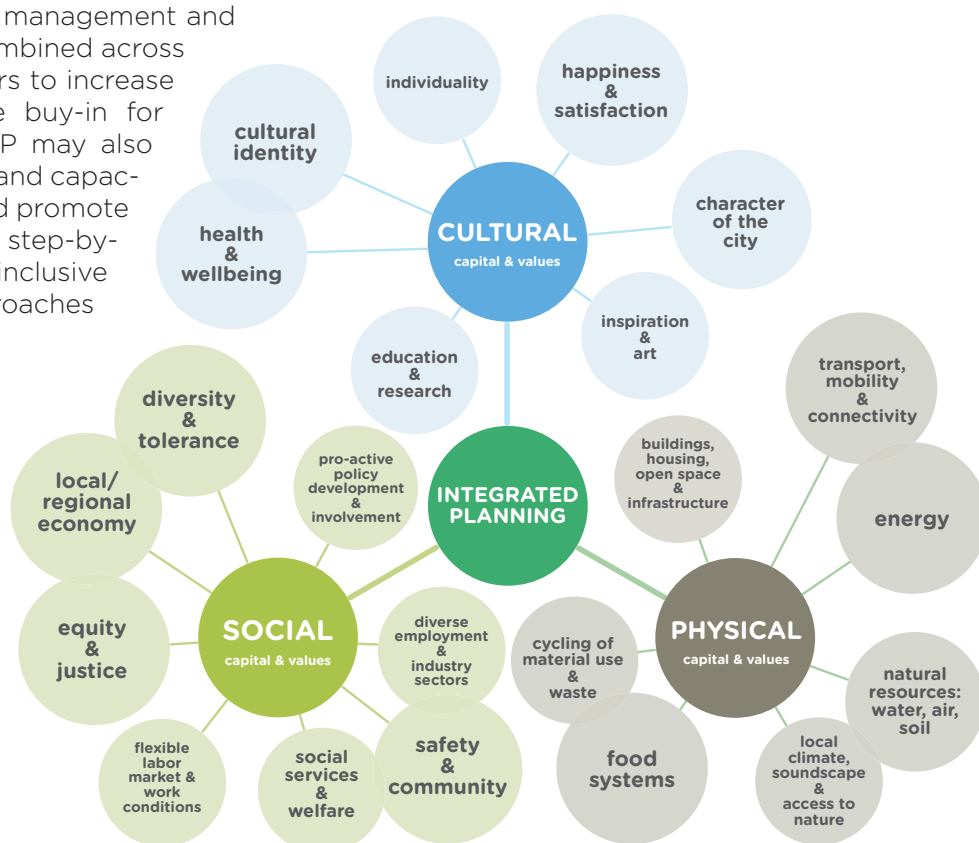 management and
mbined across
rs to increase
buy-in for
P may also
and capac-
promote
step-by-
inclusive
roaches
individuality
happiness
&
satisfaction
cultural
identity
health
&
wellbeing
CULTURAL
capital & values
character
of the
city
inspiration
&
art
education
&
research
transport,
mobility
&
connectivity
diversity
&
tolerance
local/
regional
economy
pro-active
policy
development
&
involvement
INTEGRATED
PLANNING
buildings,
housing,
open space
&
infrastructure
energy
equity
&
justice
SOCIAL
capital & values
diverse
employment
&
industry
sectors
cycling of
material use
&
waste
PHYSICAL
capital & values
natural
resources:
water, air,
soil
flexible
labor
market &
work
conditions
social
services
&
welfare
safety
&
community
food
systems
local
climate,
soundscape
&
access to
nature